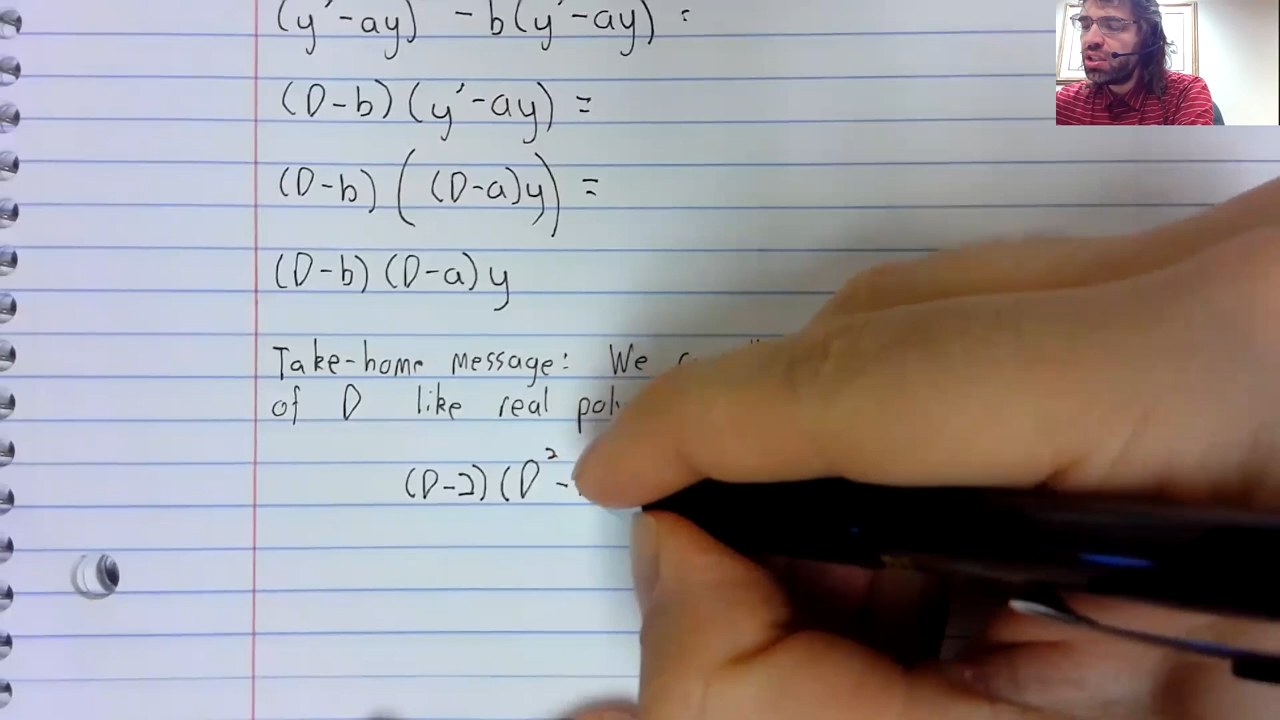 (y'-ay)' - b(y'-ay) =
(D-b)(y'-ay) =
(D-b)((D-a)y) =
(D-b)(D-a)y
Take-home message: We
of D like real
(D-2)(D²-